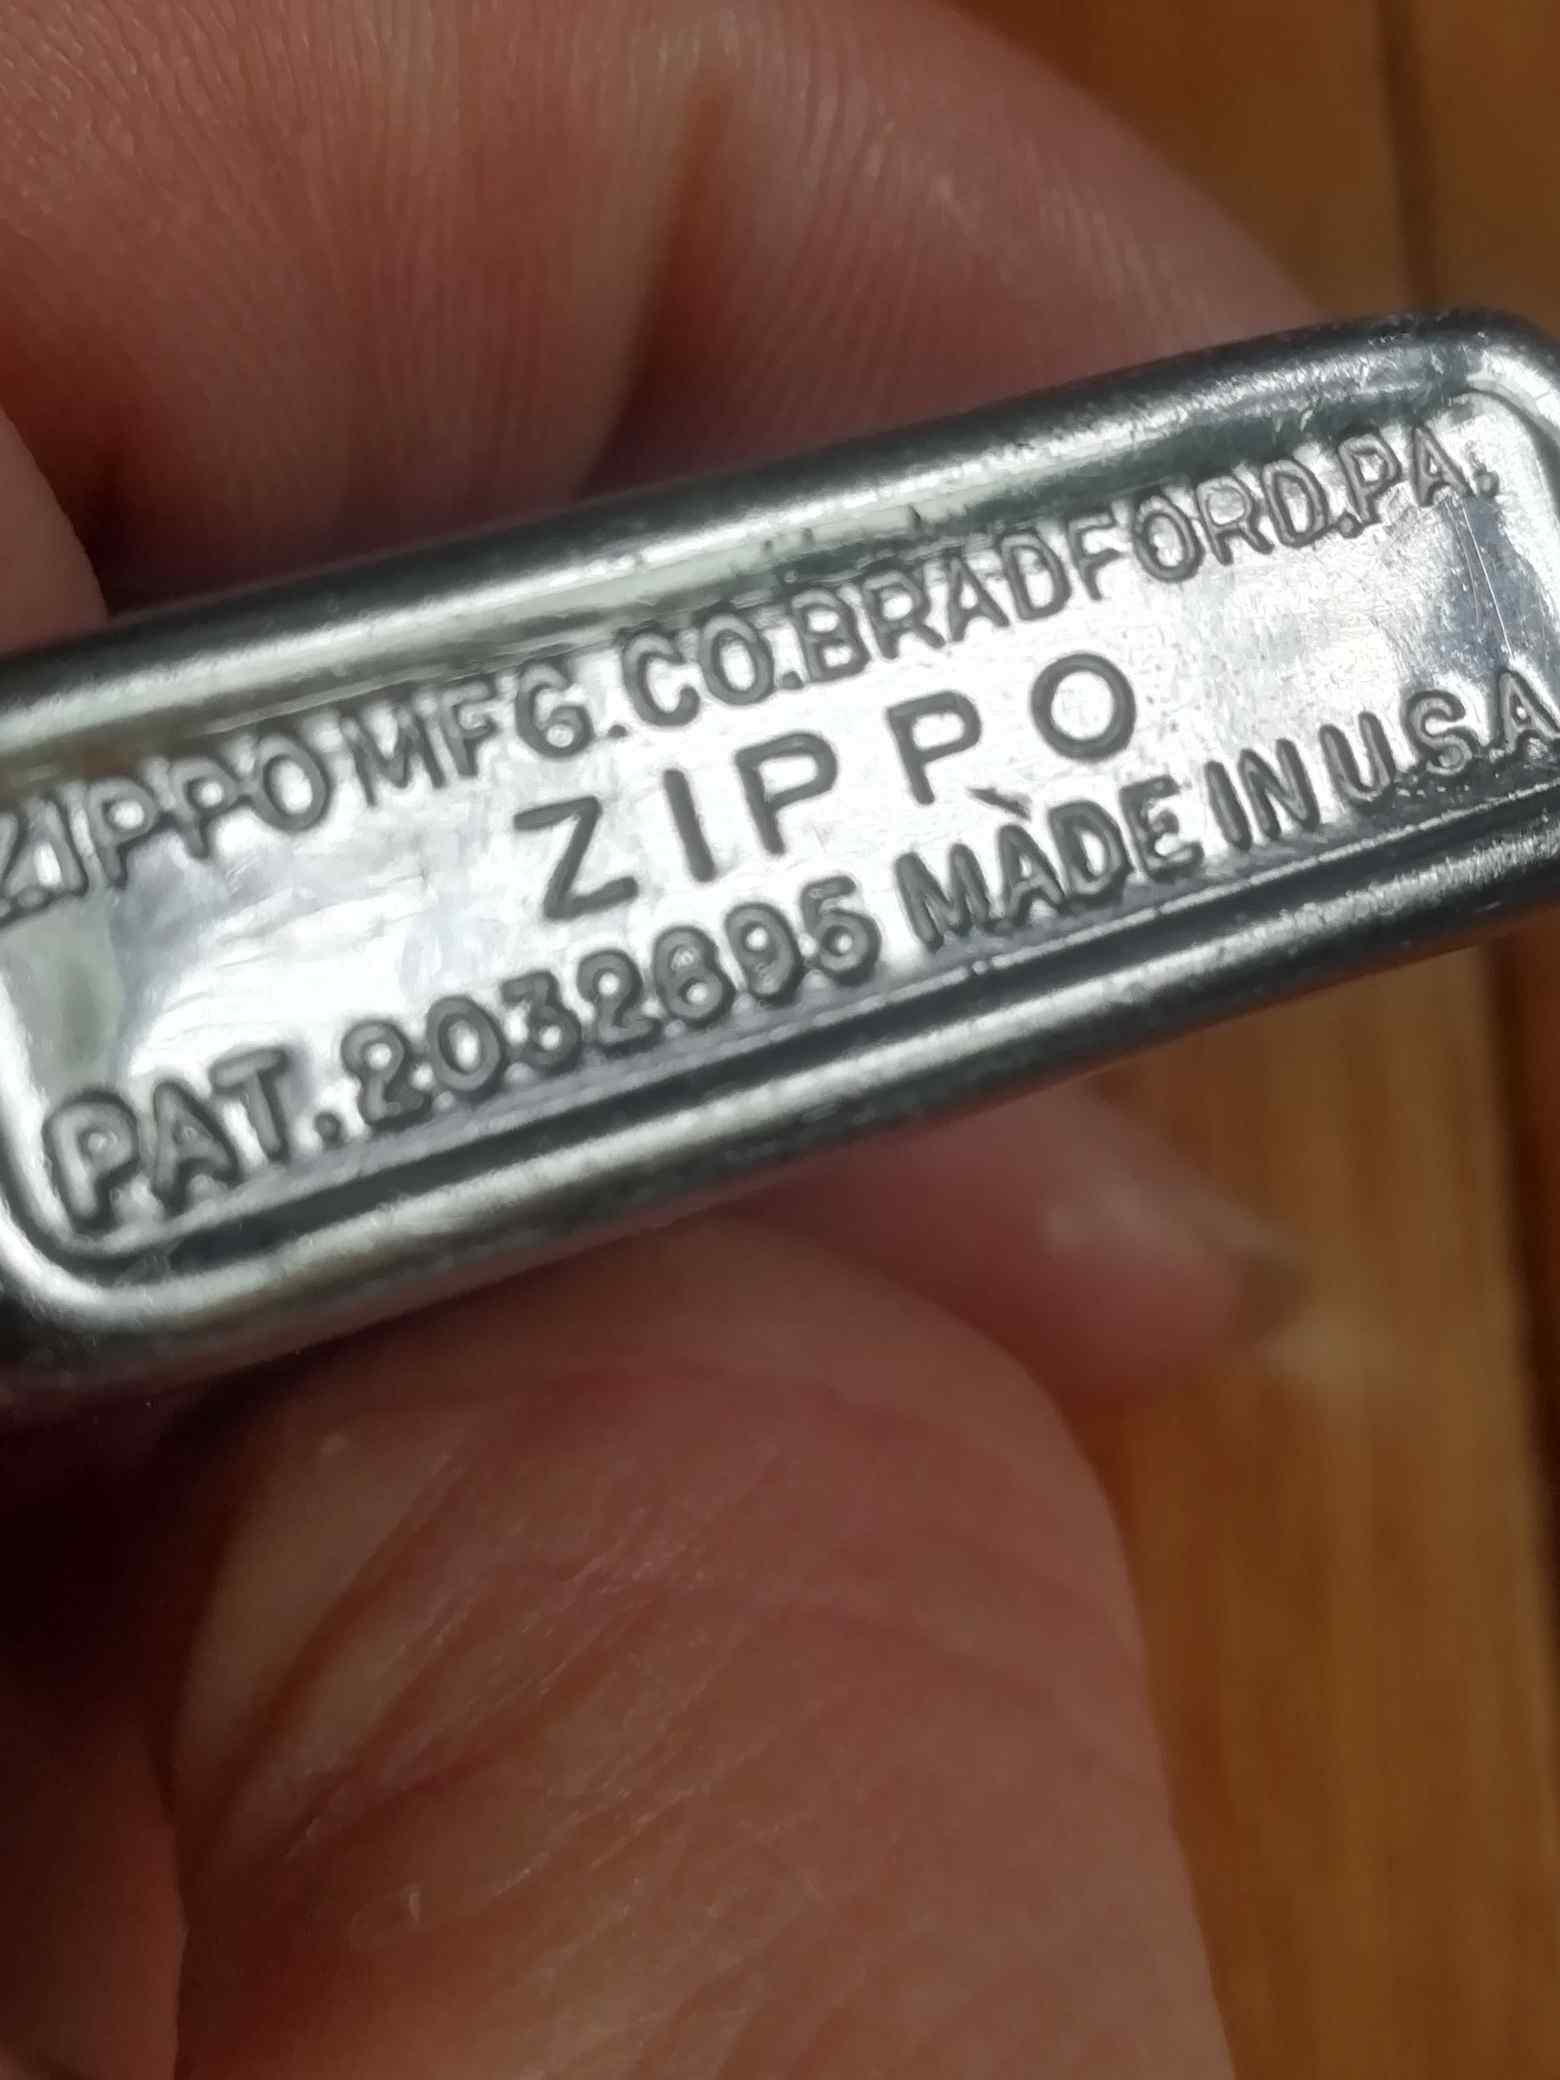 ZIPPO MFG. CO. BRADFORD. PA.
ZIPPO
PAT. 2032695 MADE IN U.S.A